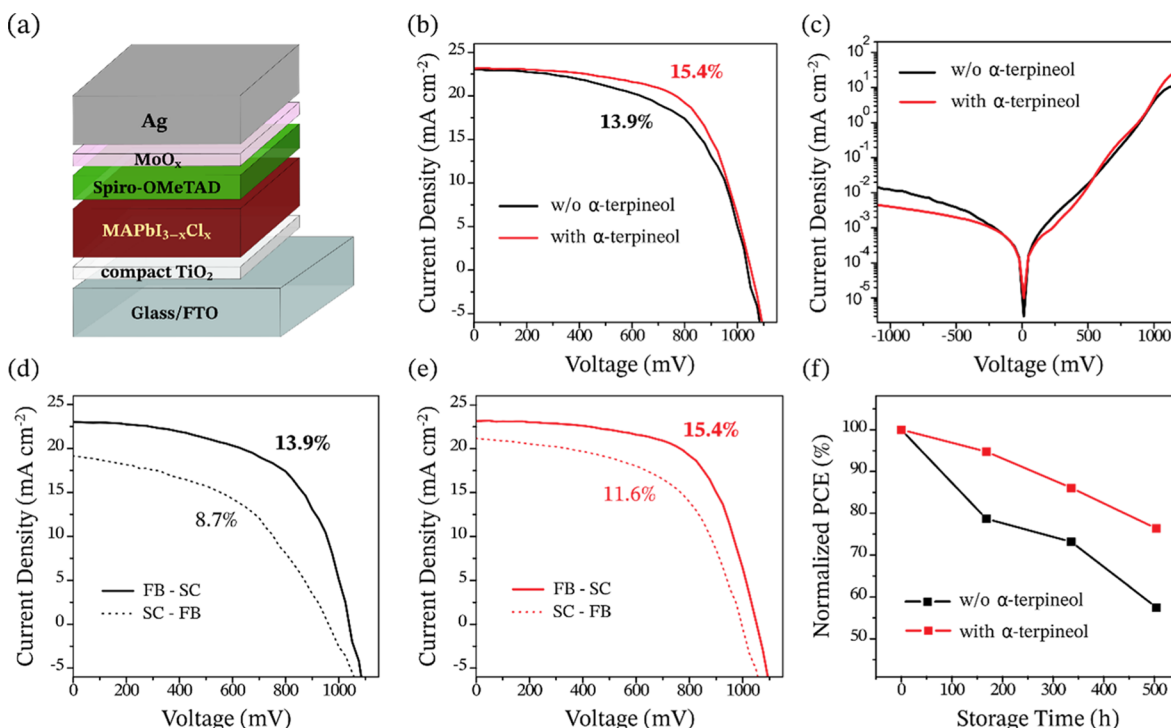 (a)
Ag
MoOₓ
Spiro-OMeTAD
MAPbI₃₋ₓClₓ
compact TiO₂
Glass/FTO
(b)
Current Density (mA cm⁻²)
25
20
15
10
5
0
-5
15.4%
13.9%
w/o α-terpineol
with α-terpineol
0 200 400 600 800 1000
Voltage (mV)
(c)
Current Density (mA cm⁻²)
10²
10¹
10⁰
10⁻¹
10⁻²
10⁻³
10⁻⁴
10⁻⁵
w/o α-terpineol
with α-terpineol
-1000 -500 0 500 1000
Voltage (mV)
(d)
Current Density (mA cm⁻²)
25
20
15
10
5
0
-5
13.9%
8.7%
FB - SC
SC - FB
0 200 400 600 800 1000
Voltage (mV)
(e)
Current Density (mA cm⁻²)
25
20
15
10
5
0
-5
15.4%
11.6%
FB - SC
SC - FB
0 200 400 600 800 1000
Voltage (mV)
(f)
Normalized PCE (%)
100
90
80
70
60
50
w/o α-terpineol
with α-terpineol
0 100 200 300 400 500
Storage Time (h)